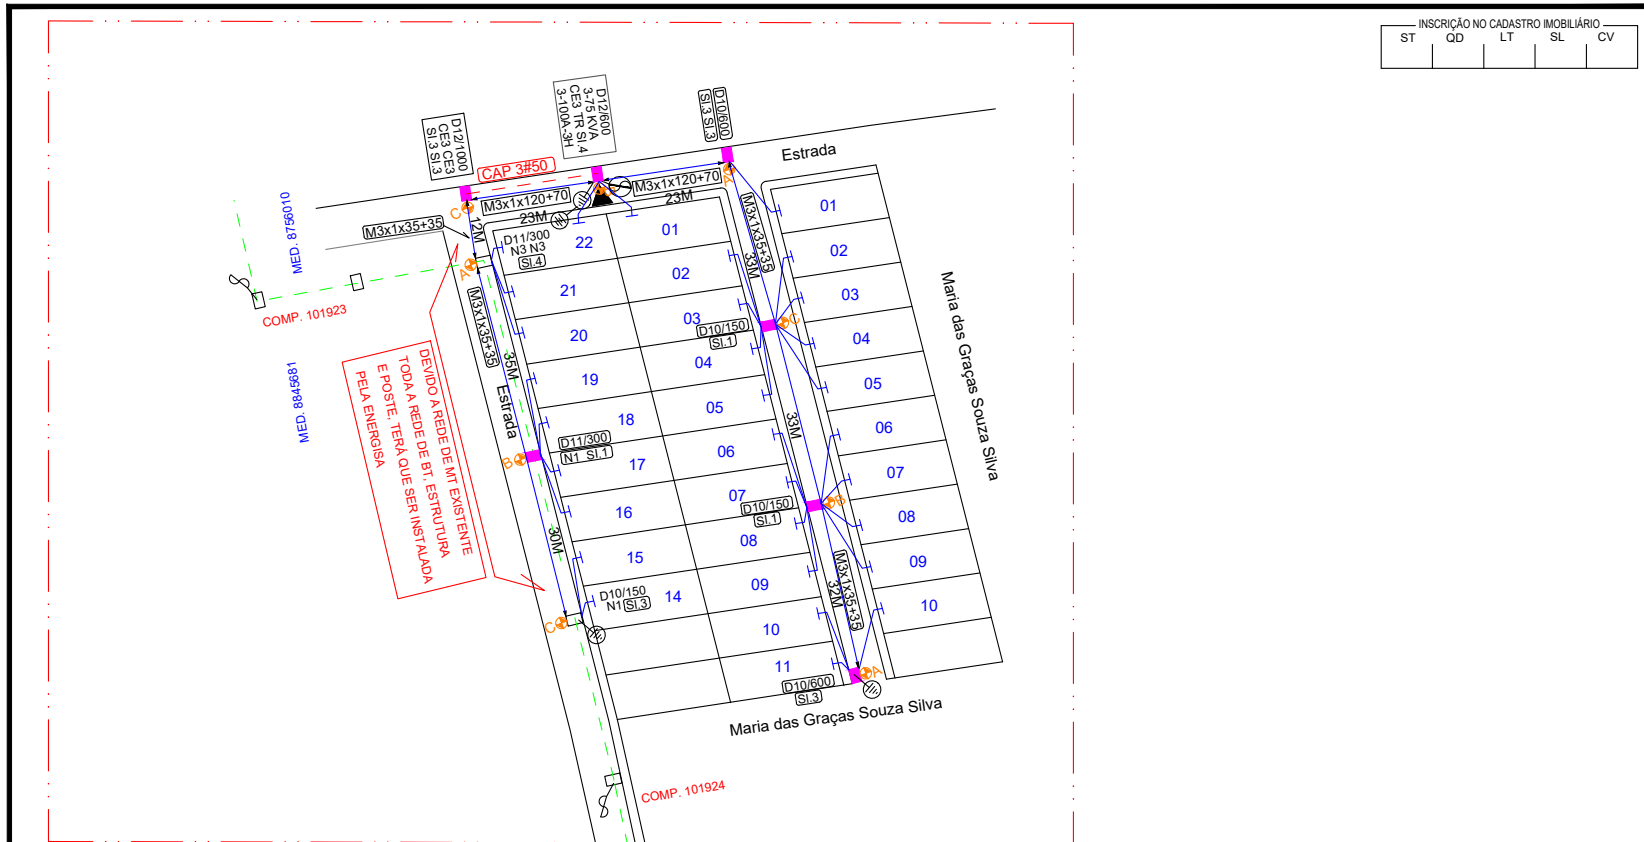 INSCRIÇÃO NO CADASTRO IMOBILIÁRIO
ST QD LT SL CV
D12/1000
CE3 CE3
SI.3 SI.3
D12/600
3-75 KVA
CE3 TR SI.4
3-100A-3H
D10/600
SI.3 SI.3
Estrada
CAP 3#50
M3x1x120+70
23M
M3x1x120+70
23M
C
12M
M3x1x35+35
A
D11/300
N3 N3
SI.4
A
M3x1x35+35
33M
MED. 8756010
COMP. 101923
MED. 8845681
M3x1x35+35
35M
Estrada
DEVIDO A REDE DE MT EXISTENTE
TODA A REDE DE BT, ESTRUTURA
E POSTE, TERÁ QUE SER INSTALADA
PELA ENERGISA
22
21
20
19
18
17
16
15
14
01
02
03
04
05
06
07
08
09
10
11
01
02
03
04
05
06
07
08
09
10
D10/150
SI.1
C
33M
B
D11/300
N1 SI.1
D10/150
SI.1
B
30M
M3x1x35+35
32M
C
D10/150
N1 SI.3
D10/600
SI.3
A
Maria das Graças Souza Silva
Maria das Graças Souza Silva
COMP. 101924